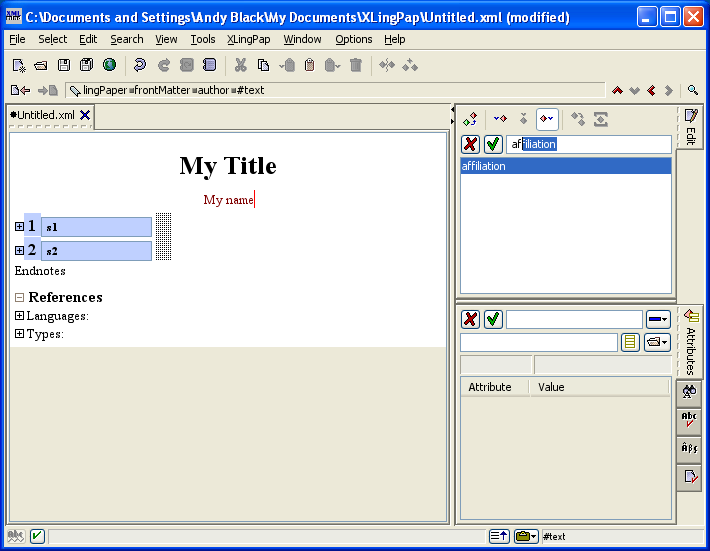 C:\Documents and Settings\Andy Black\My Documents\XLingPap\Untitled.xml (modified)
File Select Edit Search View Tools XLingPap Window Options Help
lingPaper frontMatter author #text
Untitled.xml
Edit
affiliation
affiliation
My Title
My name
1 s1
2 s2
Endnotes
References
Languages:
Types:
Attributes
Attribute Value
Abc
Abc
#text